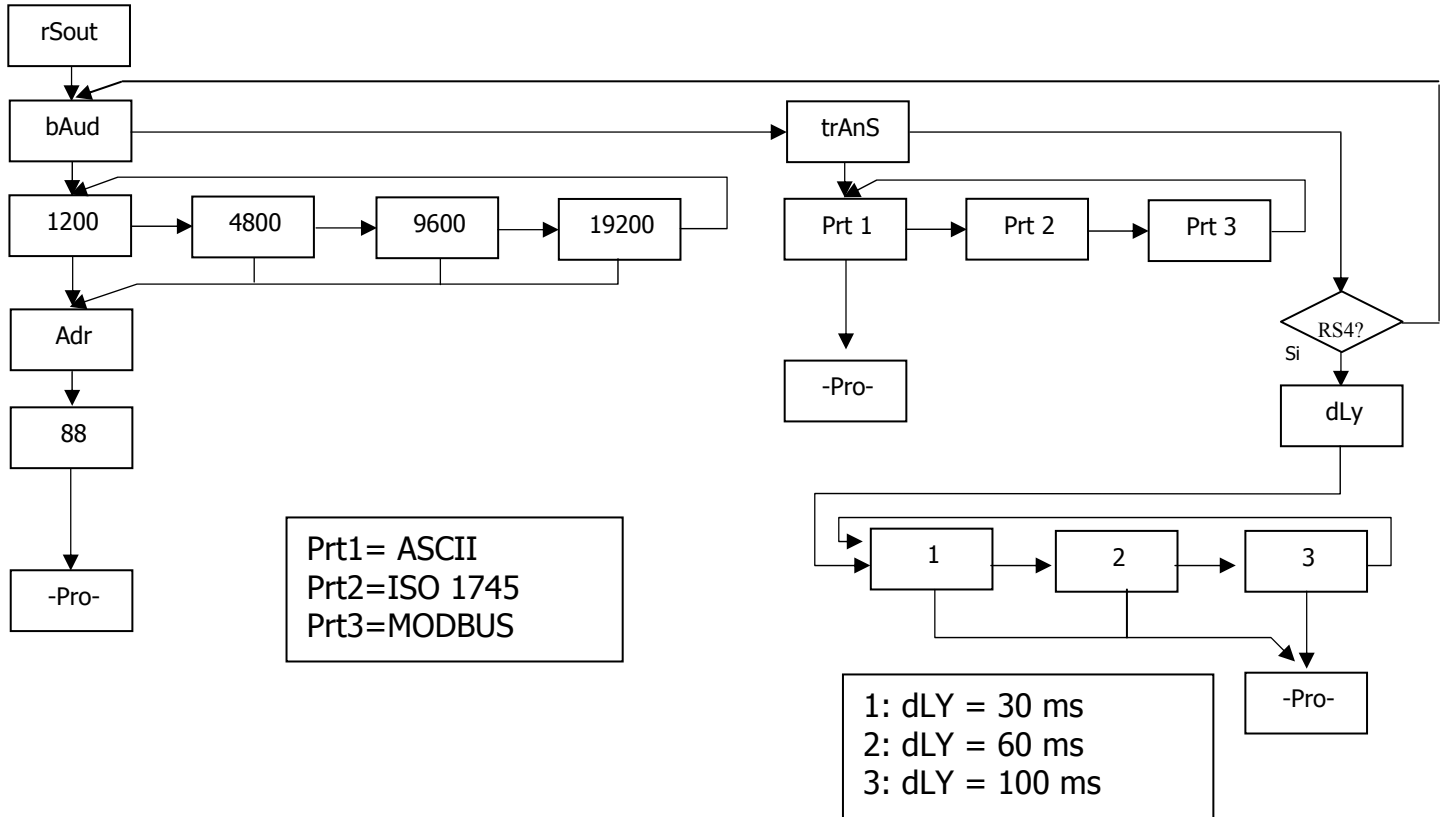 rSout
bAud
trAnS
1200
4800
9600
19200
Prt 1
Prt 2
Prt 3
Adr
RS4?
Si
-Pro-
dLy
88
Prt1= ASCII
Prt2=ISO 1745
Prt3=MODBUS
1
2
3
-Pro-
-Pro-
1: dLY = 30 ms
2: dLY = 60 ms
3: dLY = 100 ms